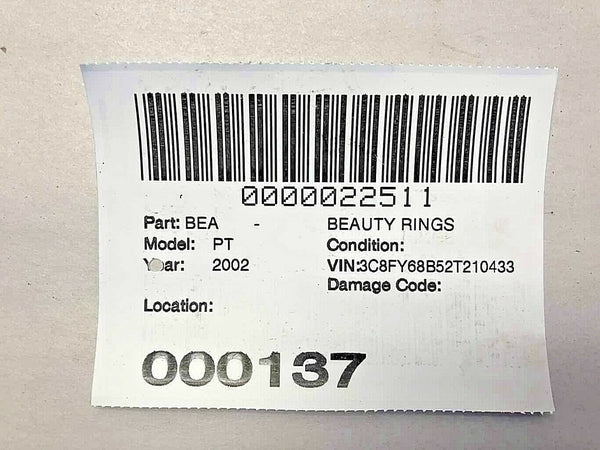 0000022511
Part: BEA - BEAUTY RINGS
Model: PT Condition:
Year: 2002 VIN:3C8FY68B52T210433
Damage Code:
Location:
000137